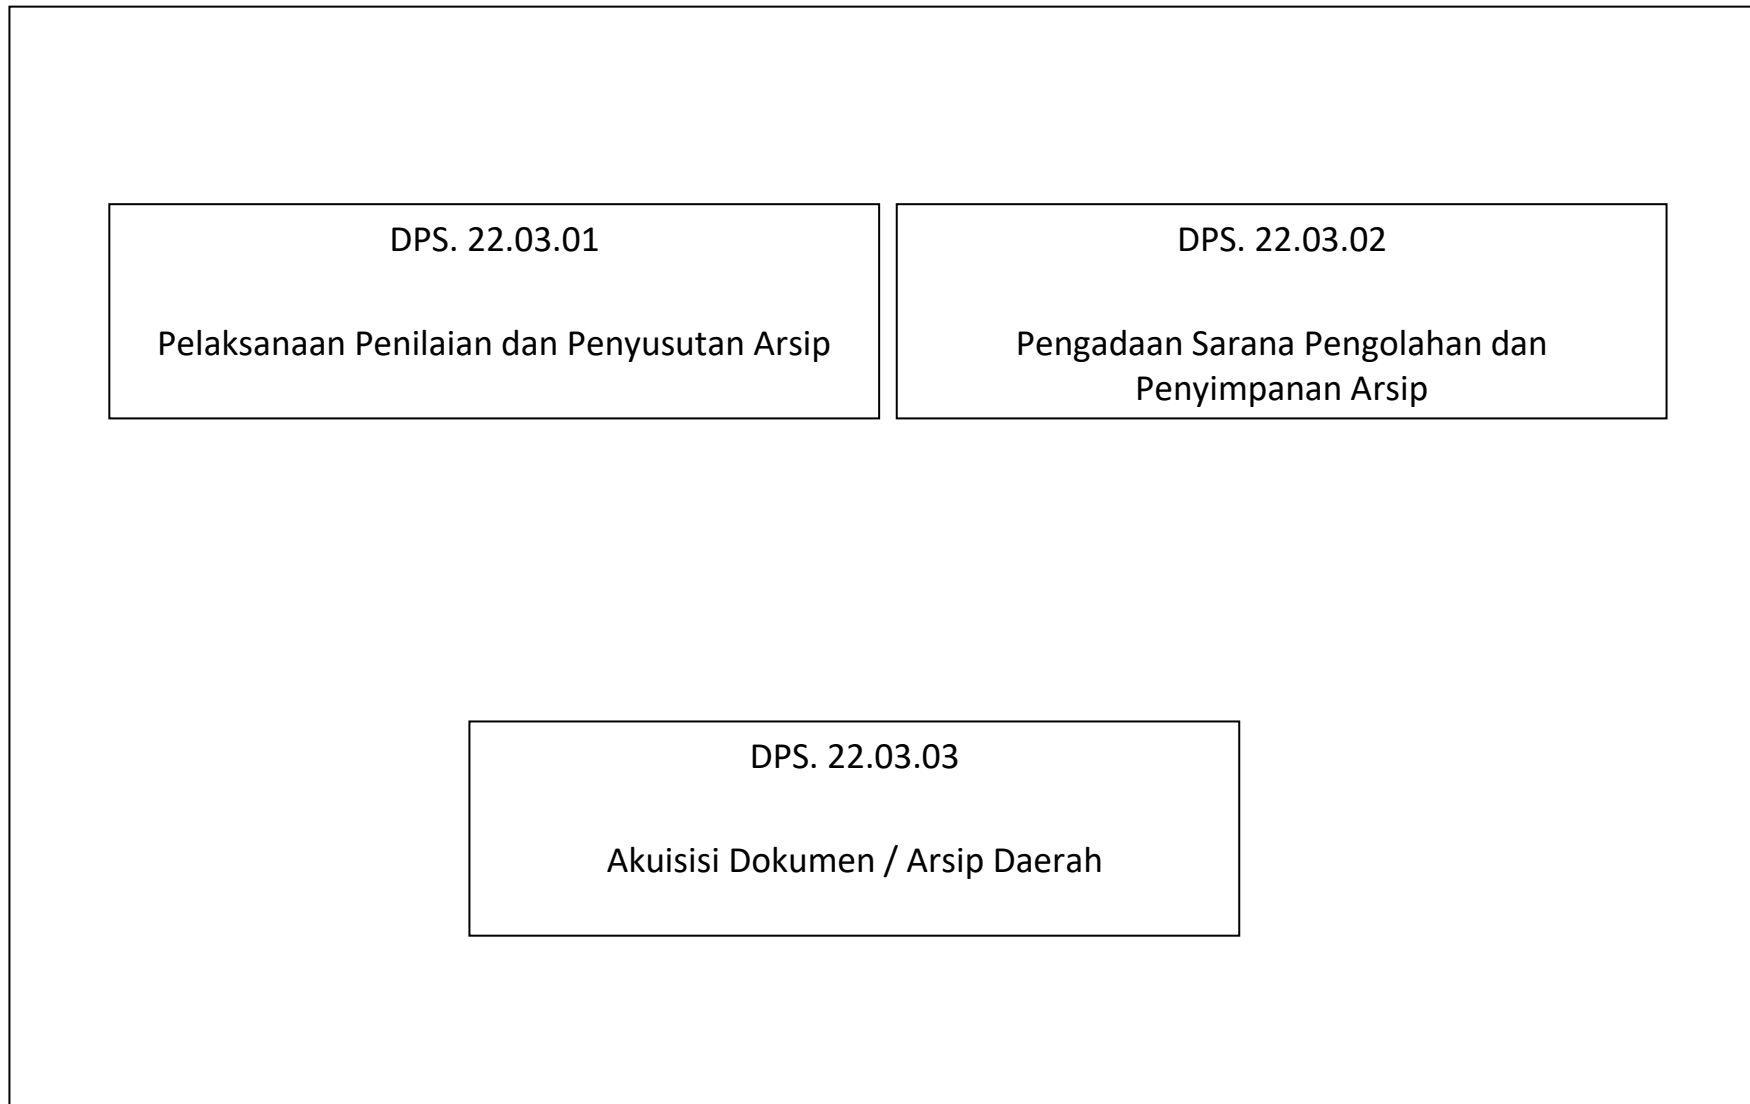 DPS. 22.03.01
Pelaksanaan Penilaian dan Penyusutan Arsip
DPS. 22.03.02
Pengadaan Sarana Pengolahan dan
Penyimpanan Arsip
DPS. 22.03.03
Akuisisi Dokumen / Arsip Daerah